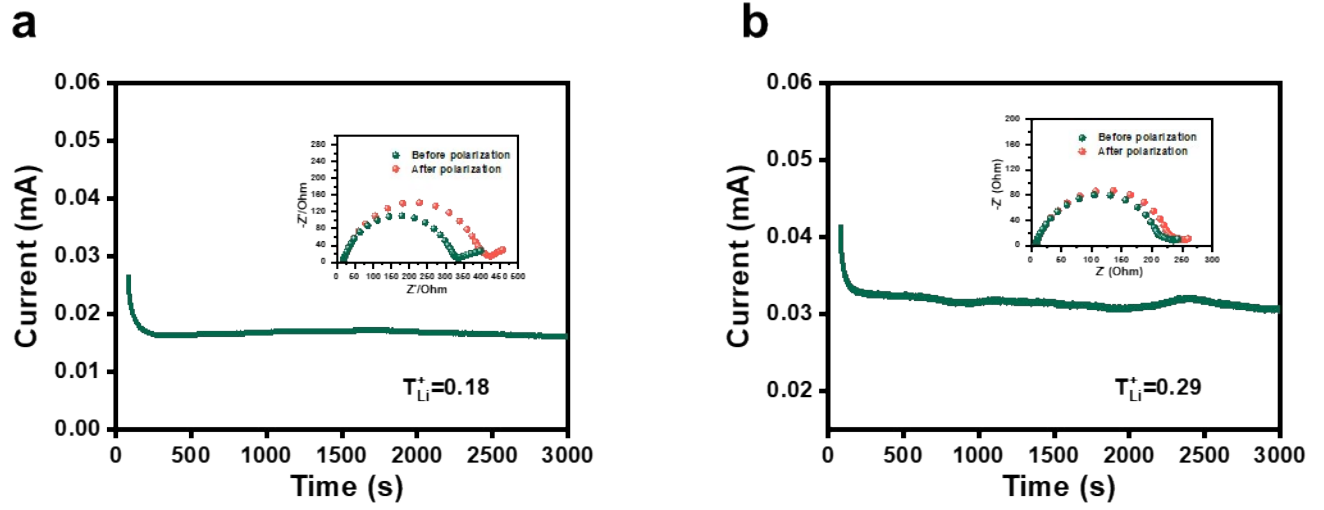 a
0.06
0.05
0.04
0.03
0.02
0.01
0.00
Current (mA)
0 500 1000 1500 2000 2500 3000
Time (s)
T⁺Li=0.18
280
240
200
160
120
80
40
0
-Z'/Ohm
Before polarization
After polarization
0 50 100 150 200 250 300 350 400 450 500
Z'/Ohm
b
0.06
0.05
0.04
0.03
0.02
Current (mA)
0 500 1000 1500 2000 2500 3000
Time (s)
T⁺Li=0.29
200
160
120
80
40
0
-Z' (Ohm)
Before polarization
After polarization
0 50 100 150 200 250 300
Z' (Ohm)